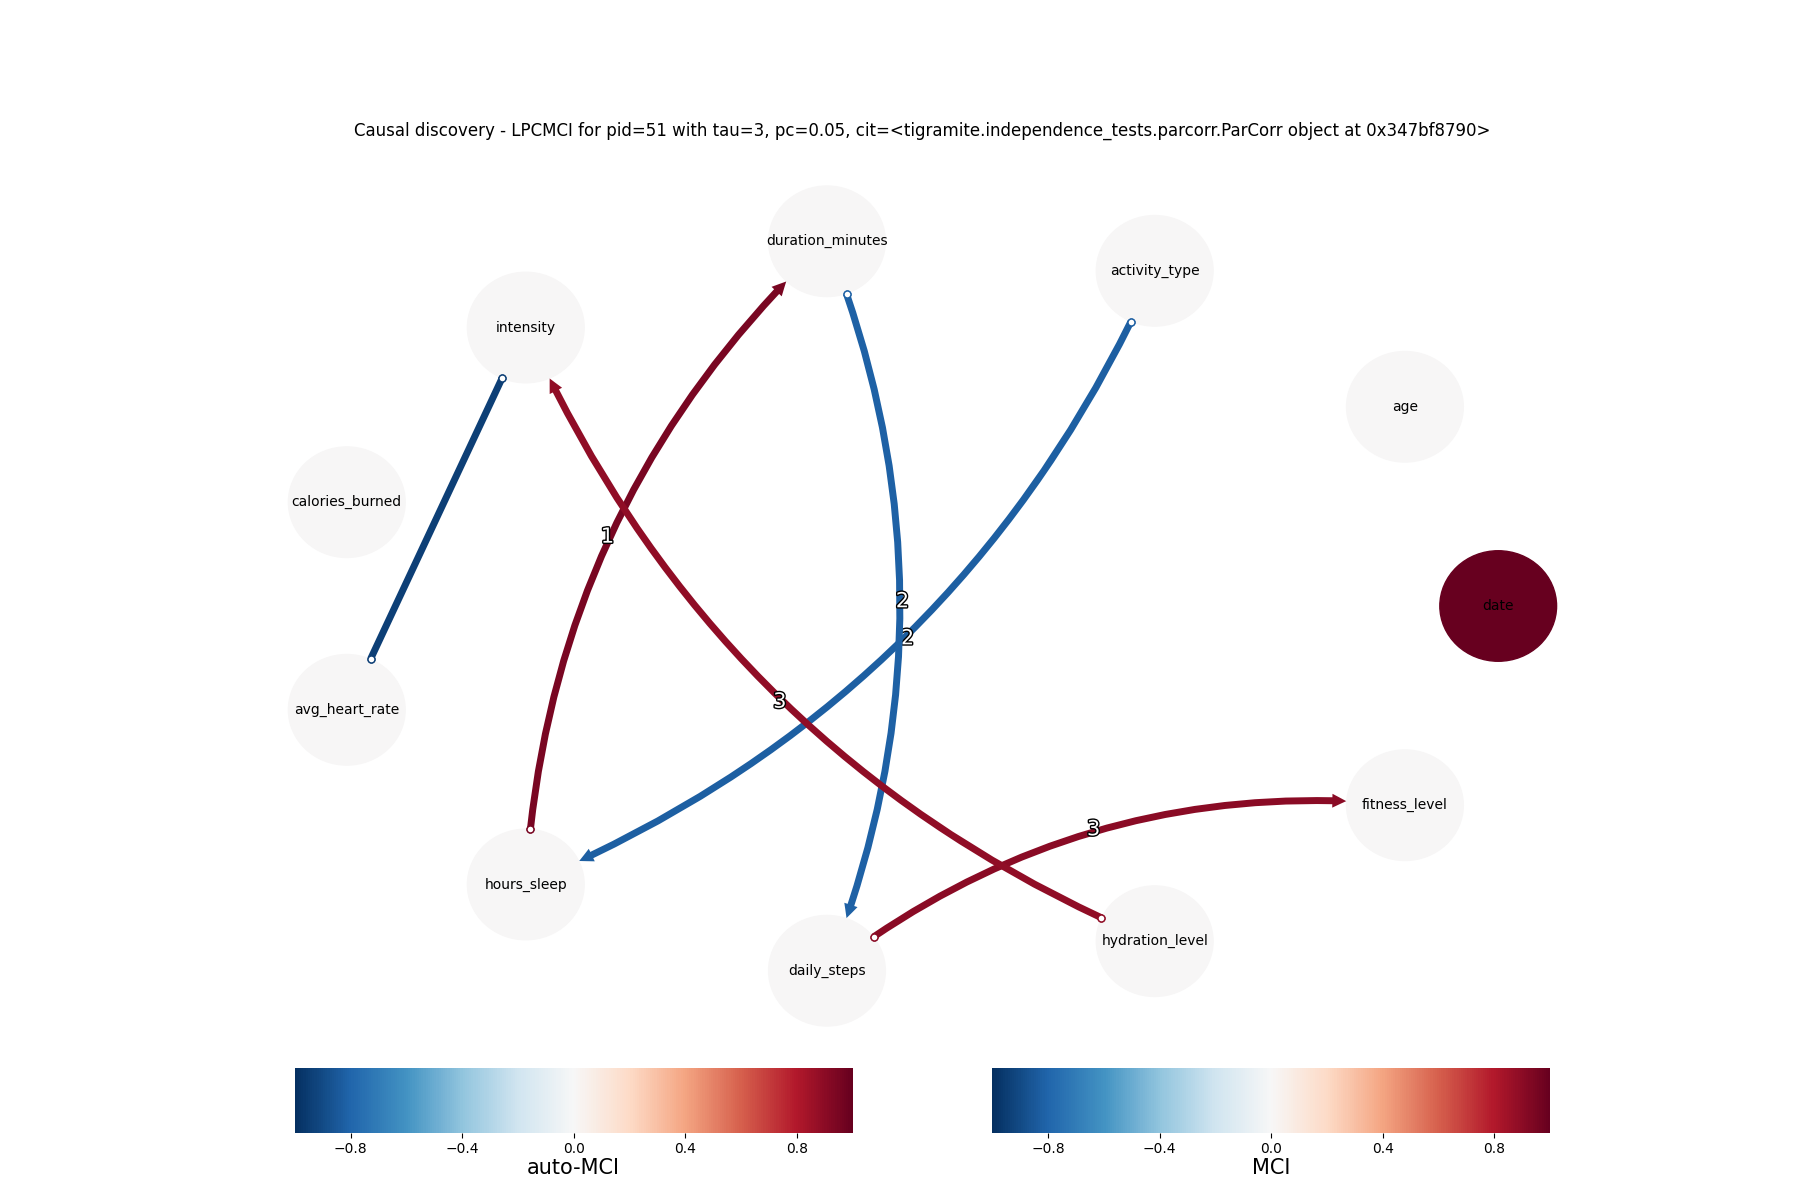 Causal discovery - LPCMCI for pid=51 with tau=3, pc=0.05, cit=<tigramite.independence_tests.parcorr.ParCorr object at 0x347bf8790>
duration_minutes
activity_type
intensity
age
calories_burned
1
2
date
2
3
avg_heart_rate
fitness_level
3
hours_sleep
hydration_level
daily_steps
−0.8 −0.4 0.0 0.4 0.8
auto-MCI
−0.8 −0.4 0.0 0.4 0.8
MCI